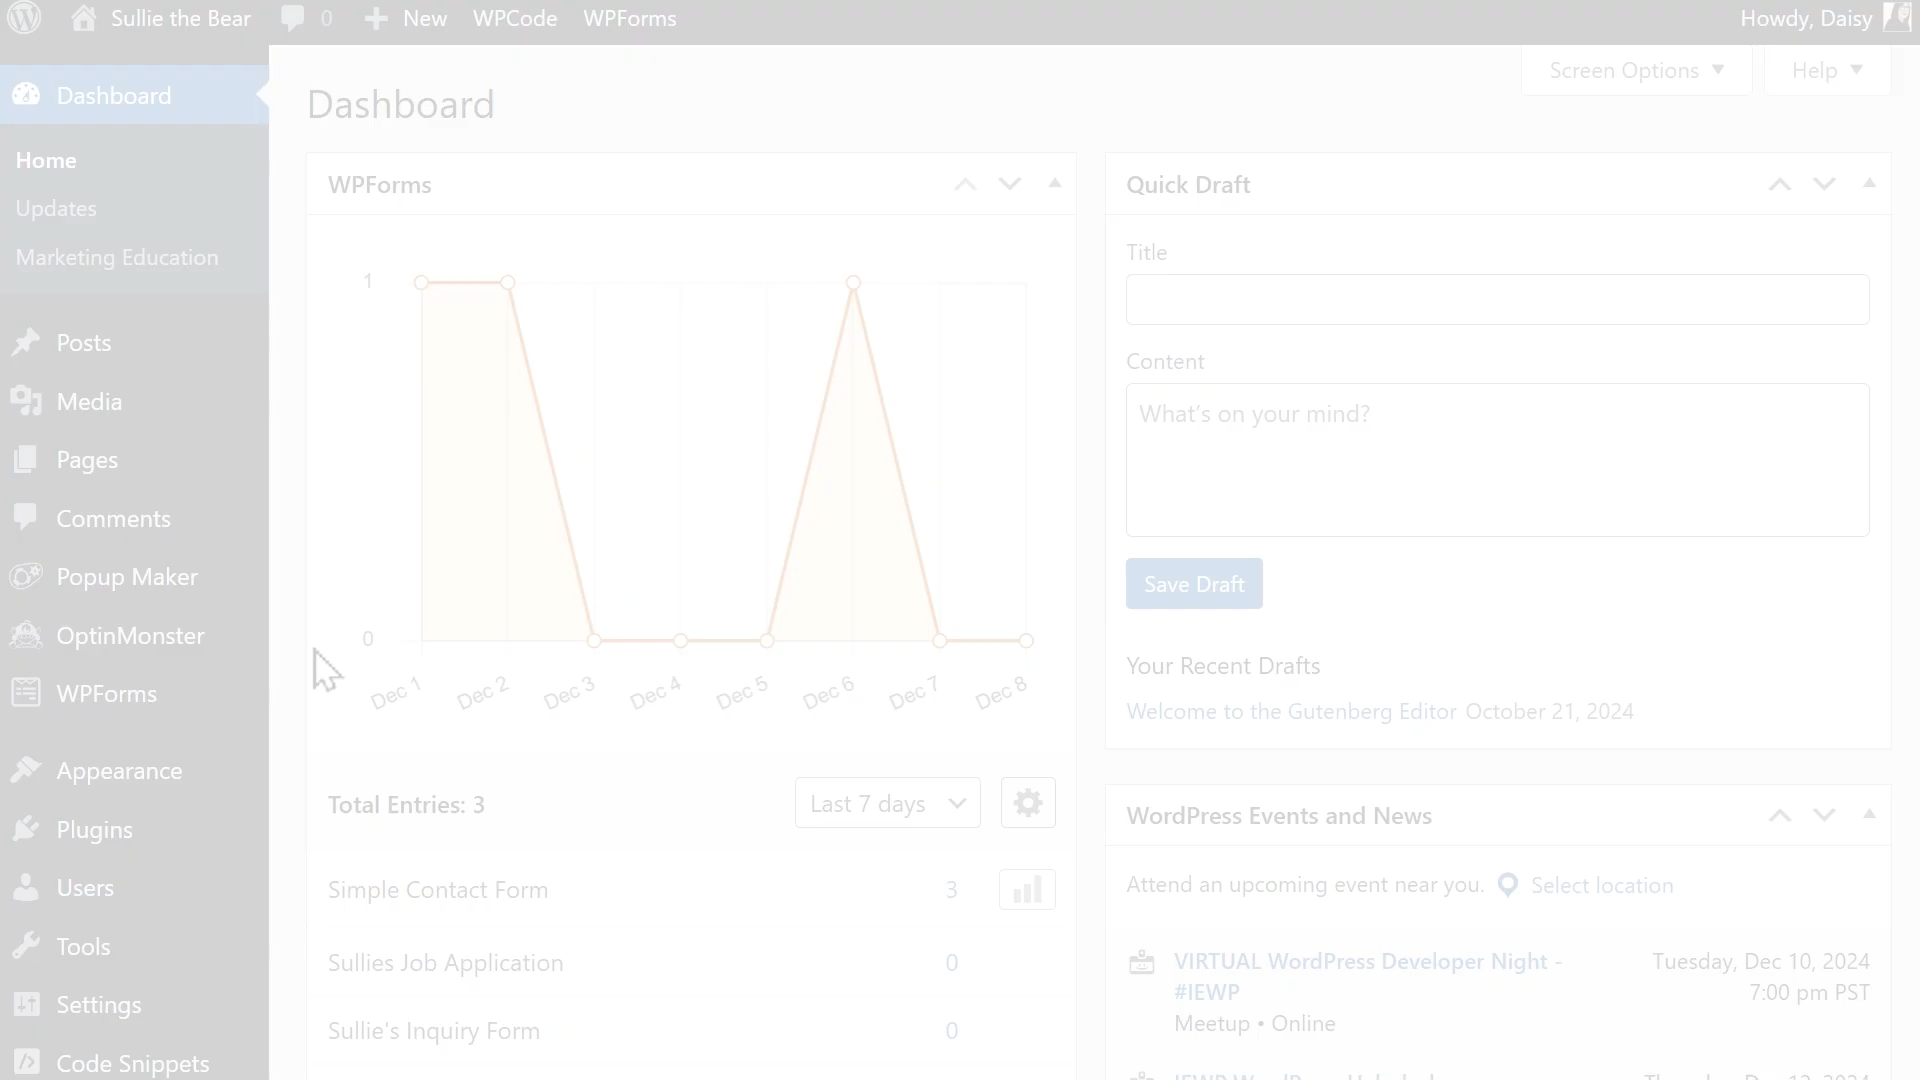 Sullie the Bear 0 New WPCode WPForms Howdy, Daisy
Dashboard
Home
Updates
Marketing Education
Posts
Media
Pages
Comments
Popup Maker
OptinMonster
WPForms
Appearance
Plugins
Users
Tools
Settings
Code Snippets
Screen Options Help
Dashboard
WPForms
1
0
Dec 1 Dec 2 Dec 3 Dec 4 Dec 5 Dec 6 Dec 7 Dec 8
Total Entries: 3 Last 7 days
Simple Contact Form 3
Sullies Job Application 0
Sullie's Inquiry Form 0
Quick Draft
Title
Content
What's on your mind?
Save Draft
Your Recent Drafts
Welcome to the Gutenberg Editor October 21, 2024
WordPress Events and News
Attend an upcoming event near you. Select location
VIRTUAL WordPress Developer Night - Tuesday, Dec 10, 2024
#IEWP 7:00 pm PST
Meetup • Online